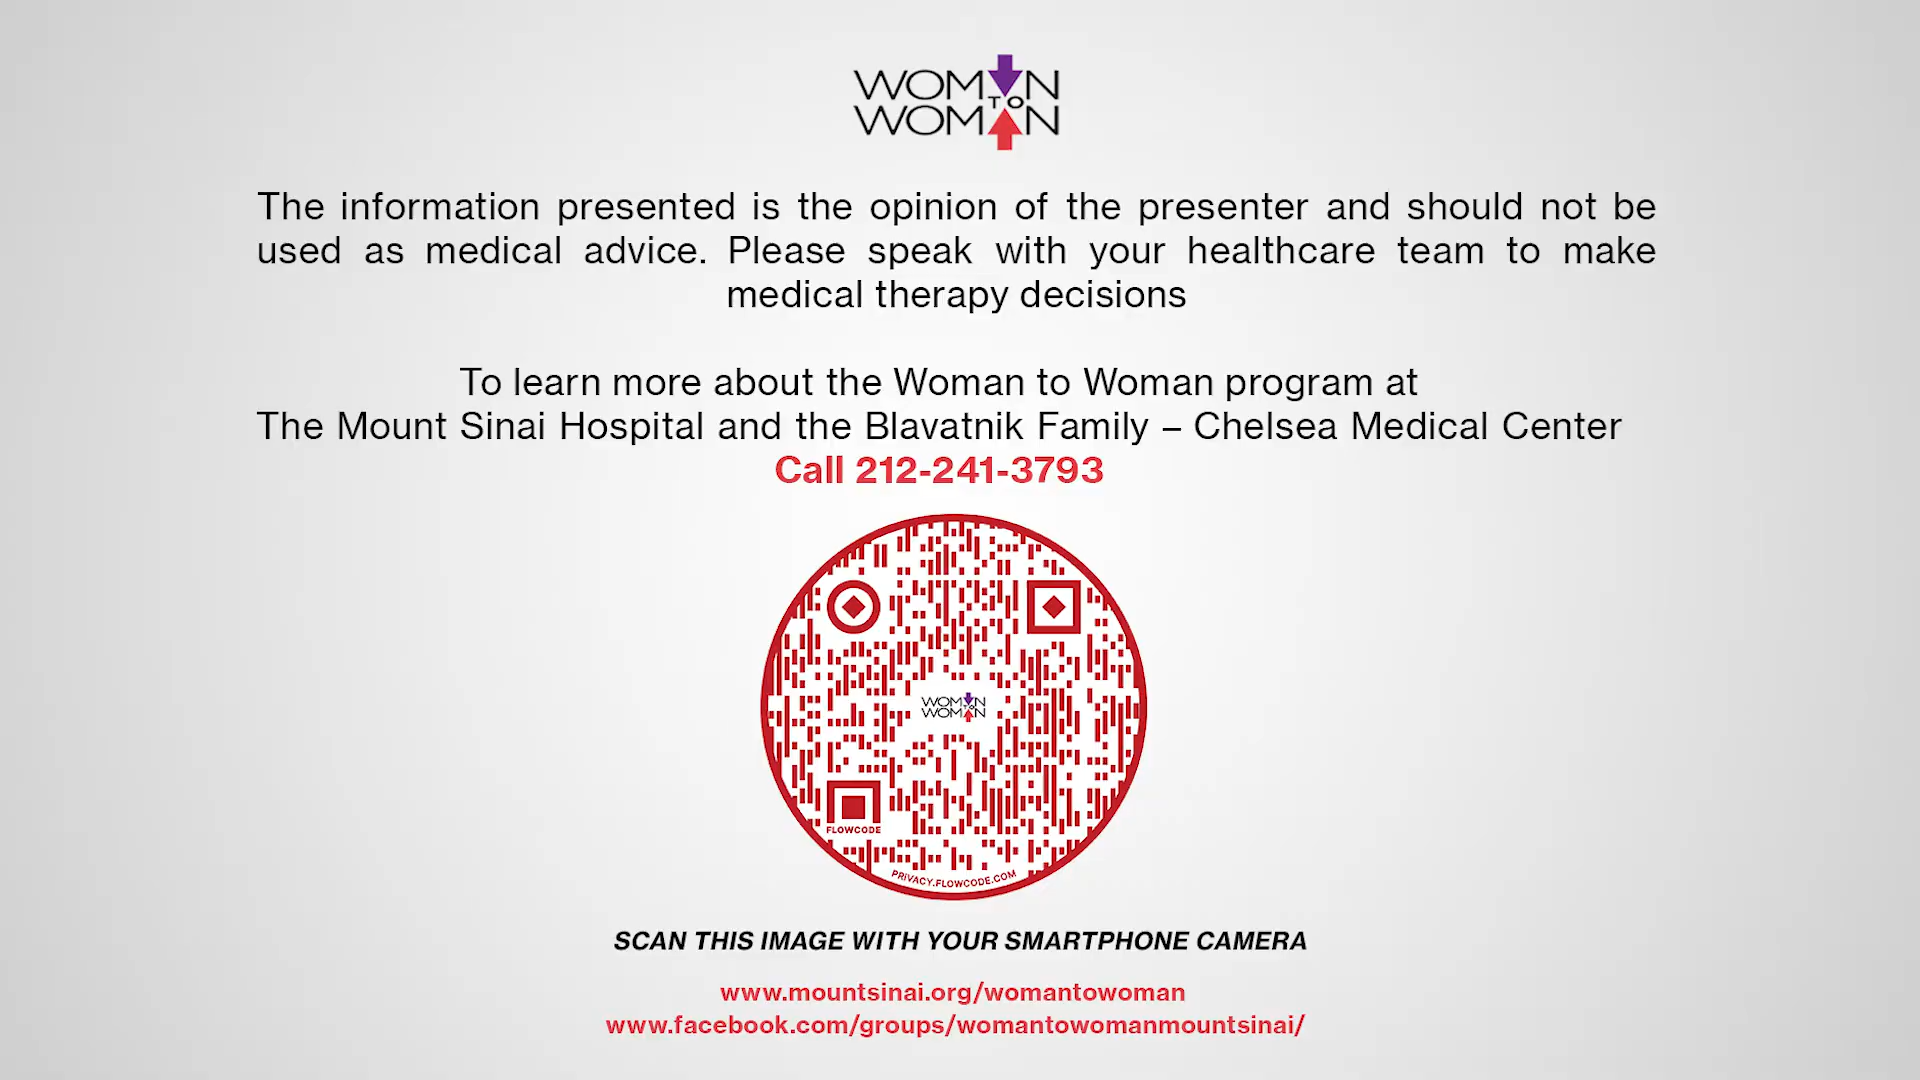 WOMAN
TO
WOMAN
The information presented is the opinion of the presenter and should not be
used as medical advice. Please speak with your healthcare team to make
medical therapy decisions
To learn more about the Woman to Woman program at
The Mount Sinai Hospital and the Blavatnik Family – Chelsea Medical Center
Call 212-241-3793
WOMAN
TO
WOMAN
FLOWCODE
PRIVACY.FLOWCODE.COM
SCAN THIS IMAGE WITH YOUR SMARTPHONE CAMERA
www.mountsinai.org/womantowoman
www.facebook.com/groups/womantowomanmountsinai/